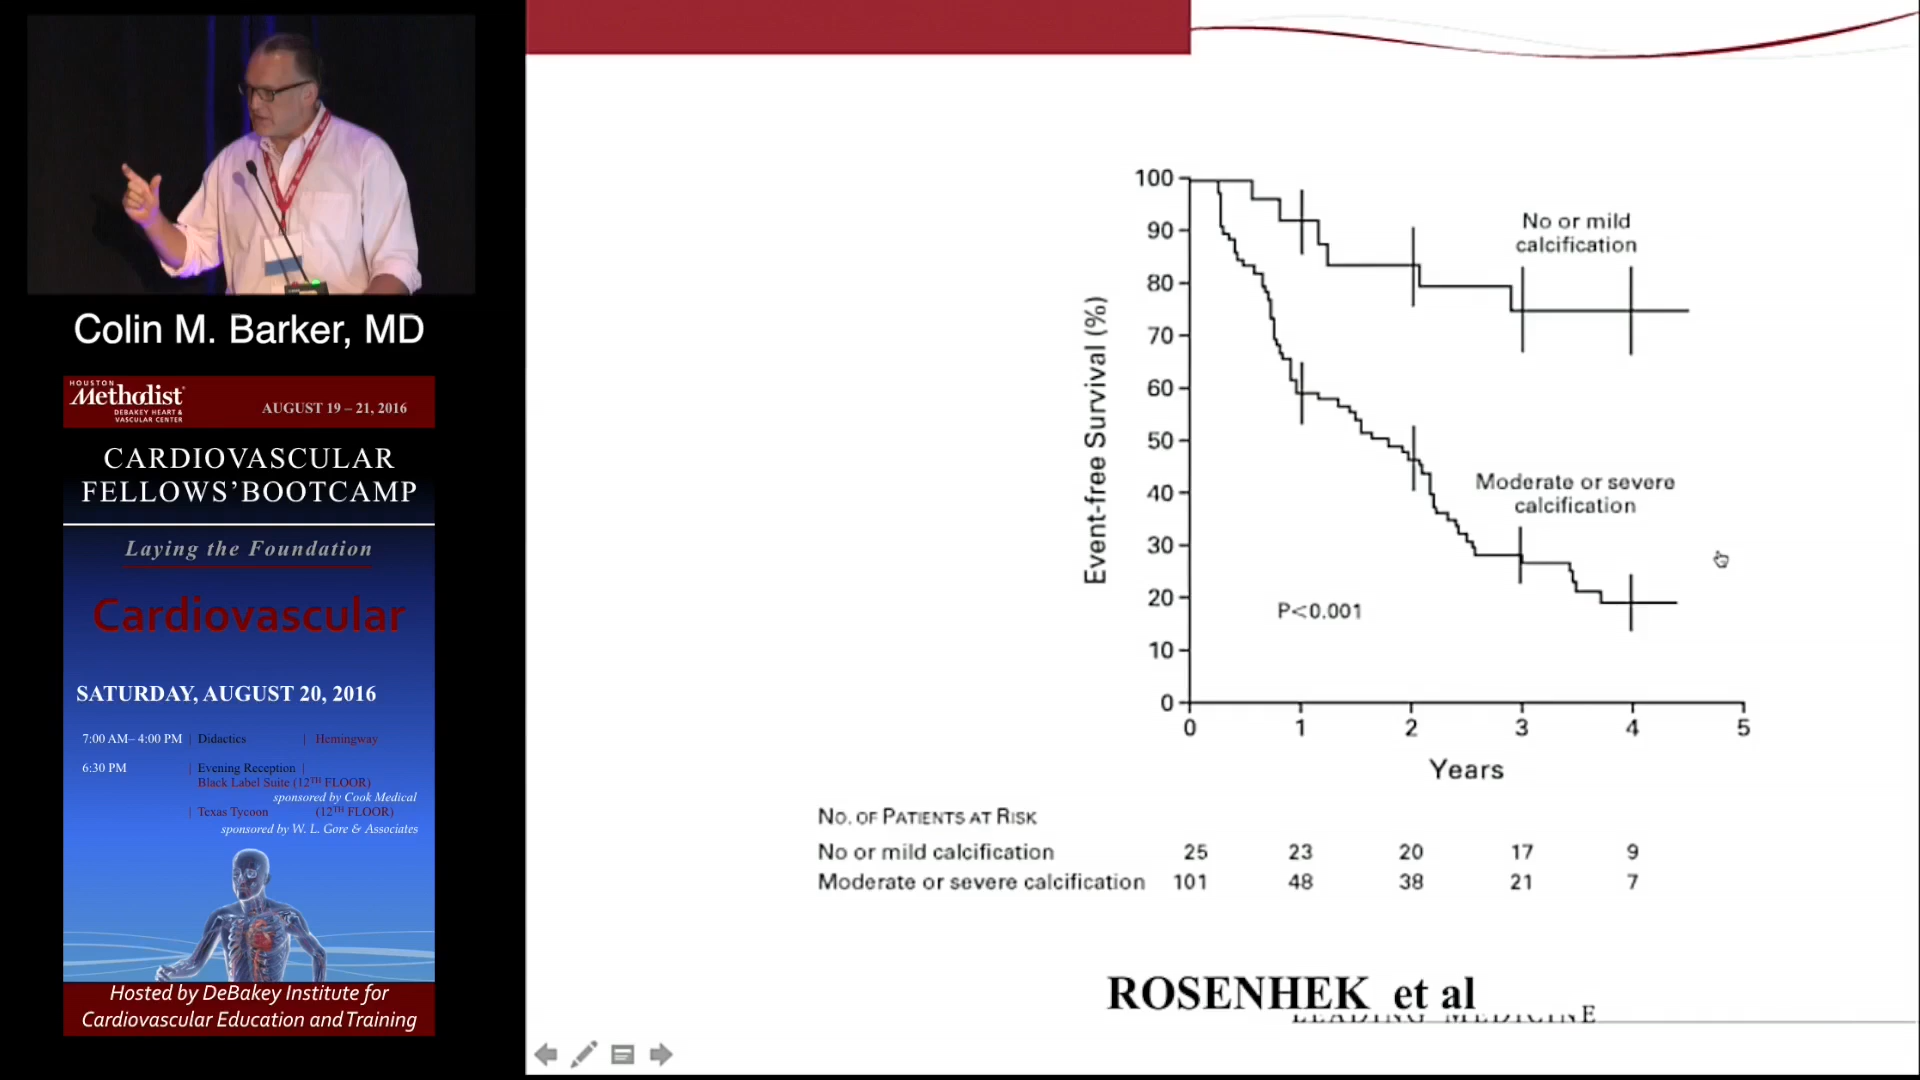 Colin M. Barker, MD
HOUSTON
Methodist
DEBAKEY HEART &
VASCULAR CENTER
AUGUST 19 – 21, 2016
CARDIOVASCULAR
FELLOWS’BOOTCAMP
Laying the Foundation
Cardiovascular
SATURDAY, AUGUST 20, 2016
7:00 AM– 4:00 PM | Didactics | Hemingway
6:30 PM | Evening Reception |
Black Label Suite (12TH FLOOR)
sponsored by Cook Medical
| Texas Tycoon (12TH FLOOR)
sponsored by W. L. Gore & Associates
Hosted by DeBakey Institute for
Cardiovascular Education and Training
Event-free Survival (%)
100
90
80
70
60
50
40
30
20
10
0
No or mild
calcification
Moderate or severe
calcification
P<0.001
0 1 2 3 4 5
Years
NO. OF PATIENTS AT RISK
No or mild calcification 25 23 20 17 9
Moderate or severe calcification 101 48 38 21 7
ROSENHEK et al
LEADING MEDICINE